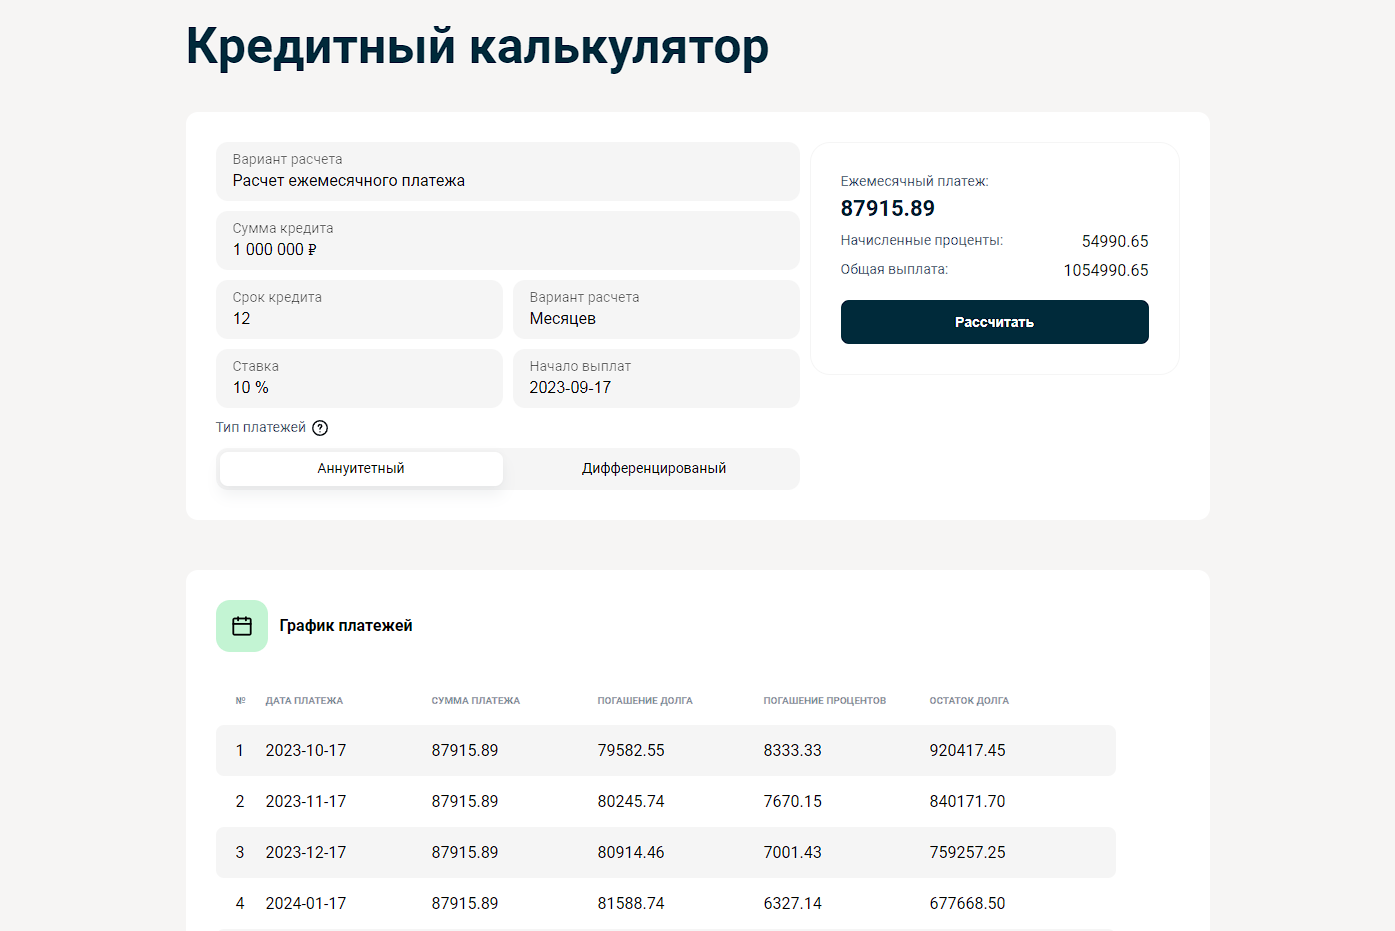 Кредитный калькулятор
Вариант расчета
Расчет ежемесячного платежа
Сумма кредита
1 000 000 ₽
Срок кредита
12
Вариант расчета
Месяцев
Ставка
10 %
Начало выплат
2023-09-17
Тип платежей ?
Аннуитетный
Дифференцированый
Ежемесячный платеж:
87915.89
Начисленные проценты: 54990.65
Общая выплата: 1054990.65
Рассчитать
График платежей
№ ДАТА ПЛАТЕЖА СУММА ПЛАТЕЖА ПОГАШЕНИЕ ДОЛГА ПОГАШЕНИЕ ПРОЦЕНТОВ ОСТАТОК ДОЛГА
1 2023-10-17 87915.89 79582.55 8333.33 920417.45
2 2023-11-17 87915.89 80245.74 7670.15 840171.70
3 2023-12-17 87915.89 80914.46 7001.43 759257.25
4 2024-01-17 87915.89 81588.74 6327.14 677668.50